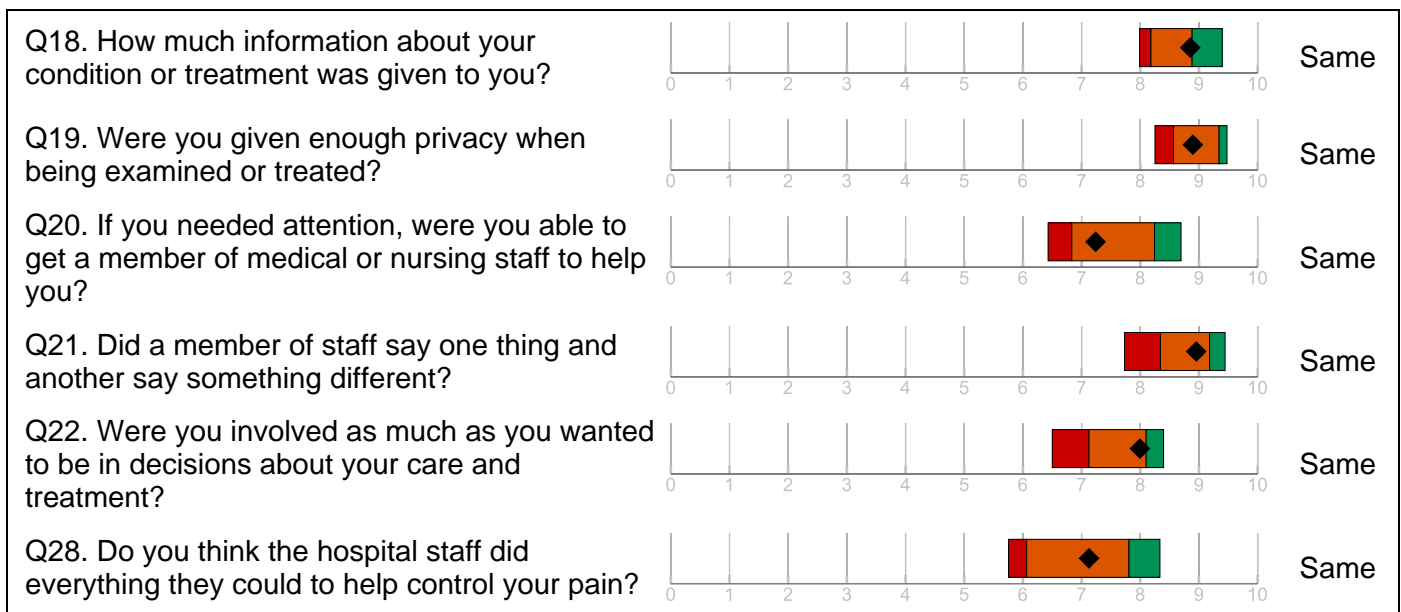 Q18. How much information about your
condition or treatment was given to you?
0 1 2 3 4 5 6 7 8 9 10
Same
Q19. Were you given enough privacy when
being examined or treated?
0 1 2 3 4 5 6 7 8 9 10
Same
Q20. If you needed attention, were you able to
get a member of medical or nursing staff to help
you?
0 1 2 3 4 5 6 7 8 9 10
Same
Q21. Did a member of staff say one thing and
another say something different?
0 1 2 3 4 5 6 7 8 9 10
Same
Q22. Were you involved as much as you wanted
to be in decisions about your care and
treatment?
0 1 2 3 4 5 6 7 8 9 10
Same
Q28. Do you think the hospital staff did
everything they could to help control your pain?
0 1 2 3 4 5 6 7 8 9 10
Same